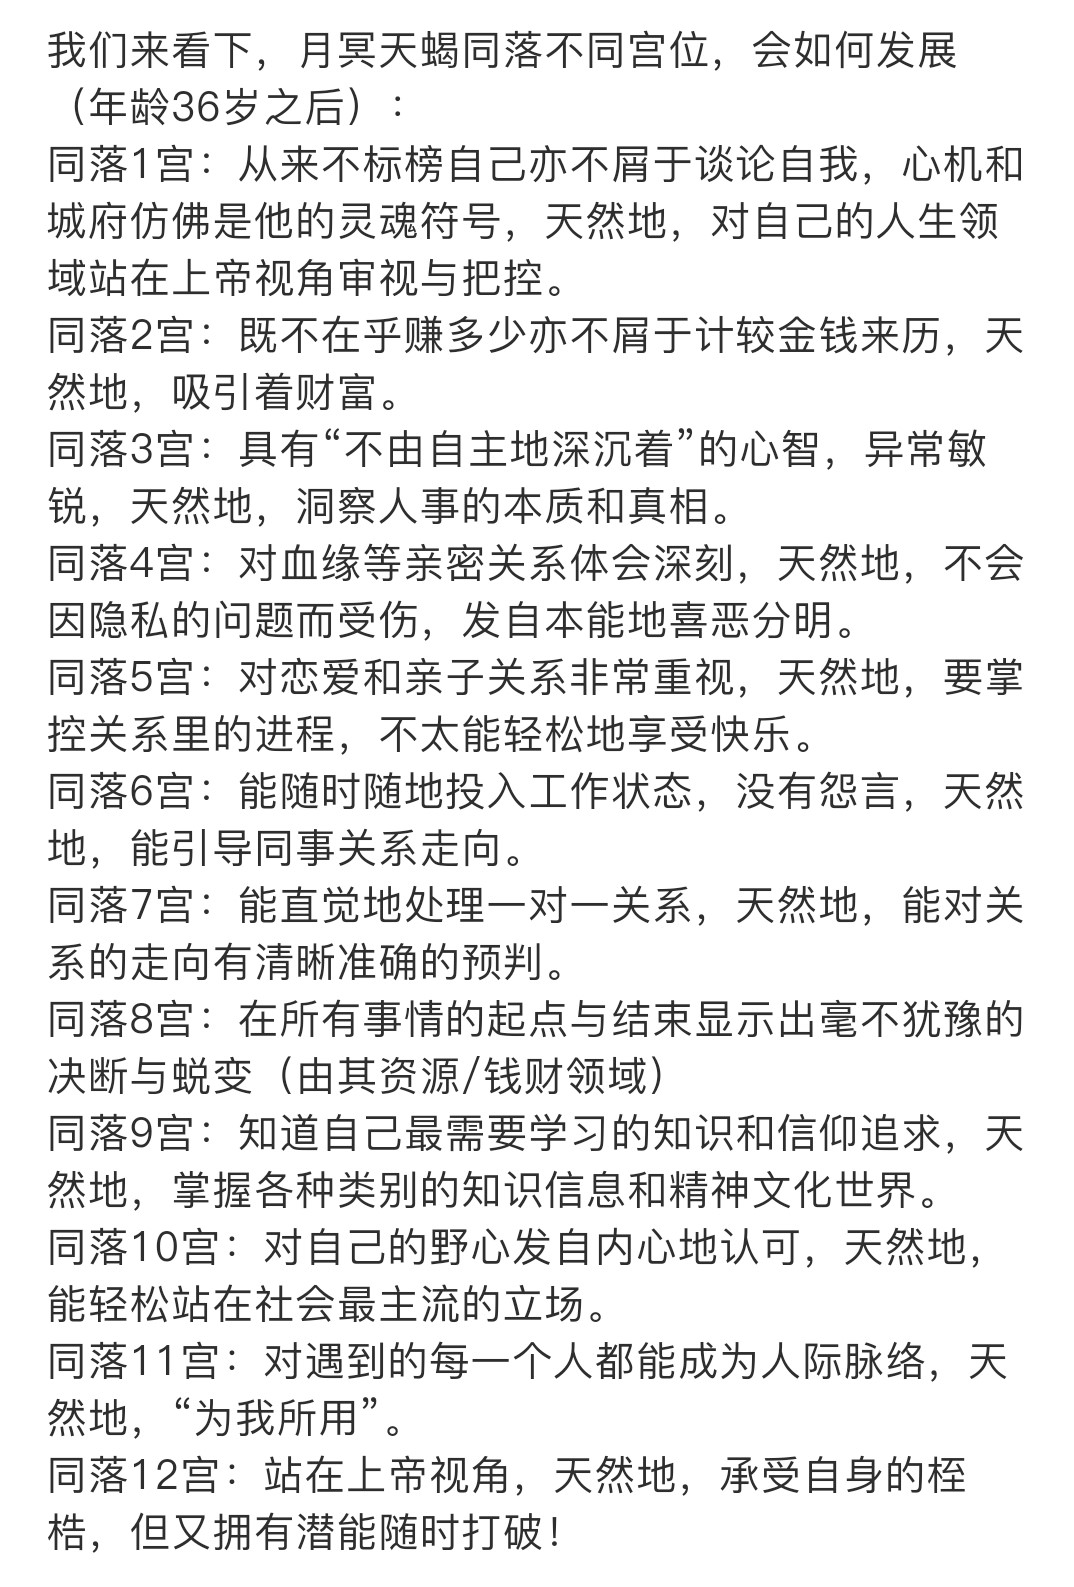 我们来看下，月冥天蝎同落不同宫位，会如何发展
（年龄36岁之后）：
同落1宫：从来不标榜自己亦不屑于谈论自我，心机和
城府仿佛是他的灵魂符号，天然地，对自己的人生领
域站在上帝视角审视与把控。
同落2宫：既不在乎赚多少亦不屑于计较金钱来历，天
然地，吸引着财富。
同落3宫：具有“不由自主地深沉着”的心智，异常敏
锐，天然地，洞察人事的本质和真相。
同落4宫：对血缘等亲密关系体会深刻，天然地，不会
因隐私的问题而受伤，发自本能地喜恶分明。
同落5宫：对恋爱和亲子关系非常重视，天然地，要掌
控关系里的进程，不太能轻松地享受快乐。
同落6宫：能随时随地投入工作状态，没有怨言，天然
地，能引导同事关系走向。
同落7宫：能直觉地处理一对一关系，天然地，能对关
系的走向有清晰准确的预判。
同落8宫：在所有事情的起点与结束显示出毫不犹豫的
决断与蜕变（由其资源/钱财领域）
同落9宫：知道自己最需要学习的知识和信仰追求，天
然地，掌握各种类别的知识信息和精神文化世界。
同落10宫：对自己的野心发自内心地认可，天然地，
能轻松站在社会最主流的立场。
同落11宫：对遇到的每一个人都能成为人际脉络，天
然地，“为我所用”。
同落12宫：站在上帝视角，天然地，承受自身的桎
梏，但又拥有潜能随时打破！